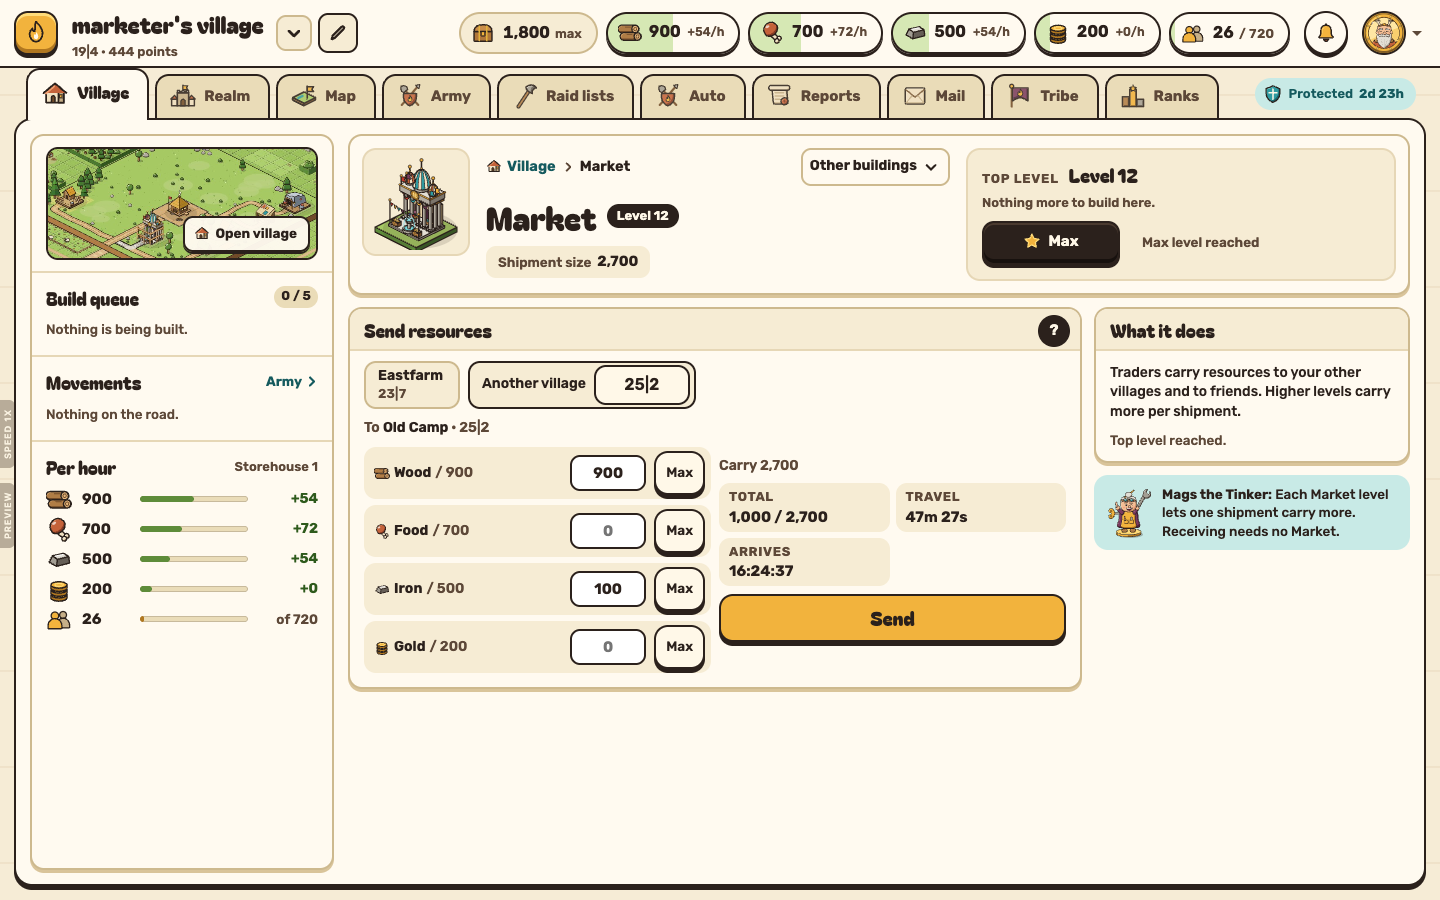 marketer's village
19|4 • 444 points
1,800 max
900 +54/h
700 +72/h
500 +54/h
200 +0/h
26 / 720
Village
Realm
Map
Army
Raid lists
Auto
Reports
Mail
Tribe
Ranks
Protected 2d 23h
SPEED 1X
PREVIEW
Open village
Build queue
0 / 5
Nothing is being built.
Movements
Army
Nothing on the road.
Per hour
Storehouse 1
900 +54
700 +72
500 +54
200 +0
26 of 720
Village > Market
Other buildings
Market Level 12
Shipment size 2,700
TOP LEVEL Level 12
Nothing more to build here.
Max
Max level reached
Send resources
?
Eastfarm
23|7
Another village 25|2
To Old Camp • 25|2
Wood / 900 900 Max
Food / 700 0 Max
Iron / 500 100 Max
Gold / 200 0 Max
Carry 2,700
TOTAL
1,000 / 2,700
TRAVEL
47m 27s
ARRIVES
16:24:37
Send
What it does
Traders carry resources to your other
villages and to friends. Higher levels carry
more per shipment.
Top level reached.
Mags the Tinker: Each Market level
lets one shipment carry more.
Receiving needs no Market.